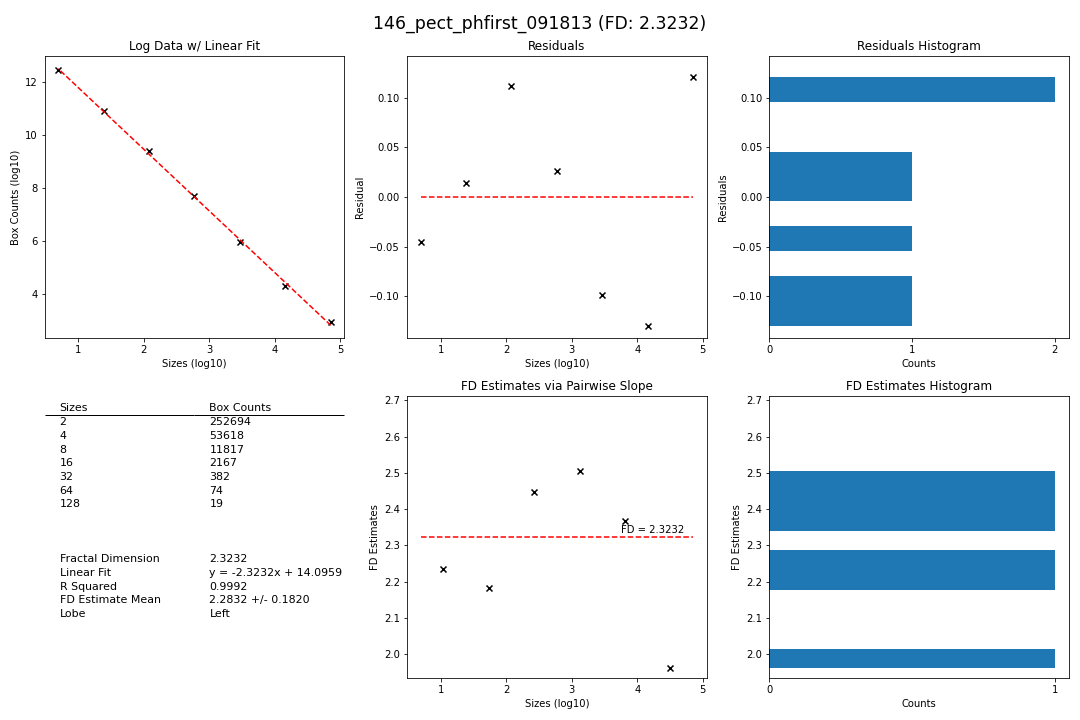 146_pect_phfirst_091813 (FD: 2.3232)
Log Data w/ Linear Fit
12
10
8
6
4
Box Counts (log10)
1 2 3 4 5
Sizes (log10)
Residuals
0.10
0.05
0.00
−0.05
−0.10
Residual
1 2 3 4 5
Sizes (log10)
Residuals Histogram
0.10
0.05
0.00
−0.05
−0.10
Residuals
0 1 2
Counts
Sizes Box Counts
2 252694
4 53618
8 11817
16 2167
32 382
64 74
128 19
Fractal Dimension 2.3232
Linear Fit y = -2.3232x + 14.0959
R Squared 0.9992
FD Estimate Mean 2.2832 +/- 0.1820
Lobe Left
FD Estimates via Pairwise Slope
2.7
2.6
2.5
2.4
2.3
2.2
2.1
2.0
FD Estimates
FD = 2.3232
1 2 3 4 5
Sizes (log10)
FD Estimates Histogram
2.7
2.6
2.5
2.4
2.3
2.2
2.1
2.0
FD Estimates
0 1
Counts